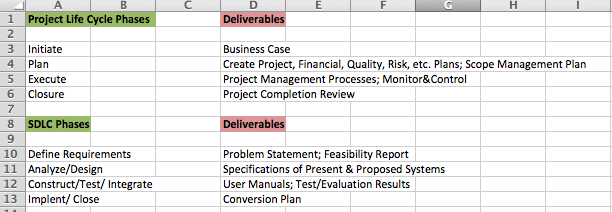 A B C D E F G H I
1 Project Life Cycle Phases Deliverables
2
3 Initiate Business Case
4 Plan Create Project, Financial, Quality, Risk, etc. Plans; Scope Management Plan
5 Execute Project Management Processes; Monitor&Control
6 Closure Project Completion Review
7
8 SDLC Phases Deliverables
9
10 Define Requirements Problem Statement; Feasibility Report
11 Analyze/Design Specifications of Present & Proposed Systems
12 Construct/Test/ Integrate User Manuals; Test/Evaluation Results
13 Implent/ Close Conversion Plan